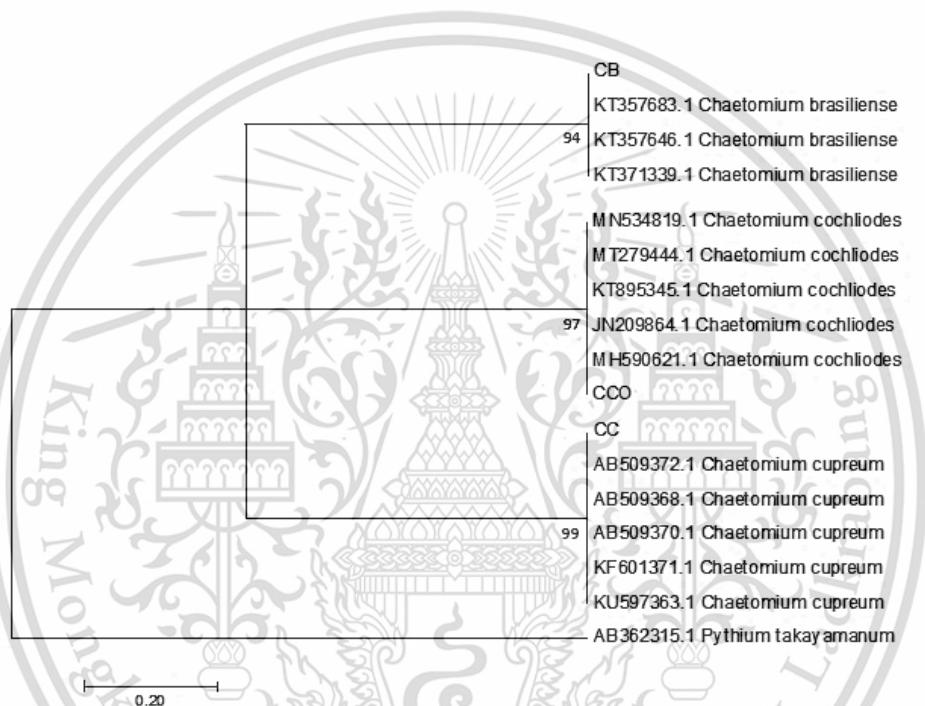 CB
KT357683.1 Chaetomium brasiliense
94
KT357646.1 Chaetomium brasiliense
KT371339.1 Chaetomium brasiliense
MN534819.1 Chaetomium cochliodes
MT279444.1 Chaetomium cochliodes
KT895345.1 Chaetomium cochliodes
97
JN209864.1 Chaetomium cochliodes
MH590621.1 Chaetomium cochliodes
CCO
CC
AB509372.1 Chaetomium cupreum
AB509368.1 Chaetomium cupreum
99
AB509370.1 Chaetomium cupreum
KF601371.1 Chaetomium cupreum
KU597363.1 Chaetomium cupreum
AB362315.1 Pythium takayamanum
0.20
King
Ladkrabang